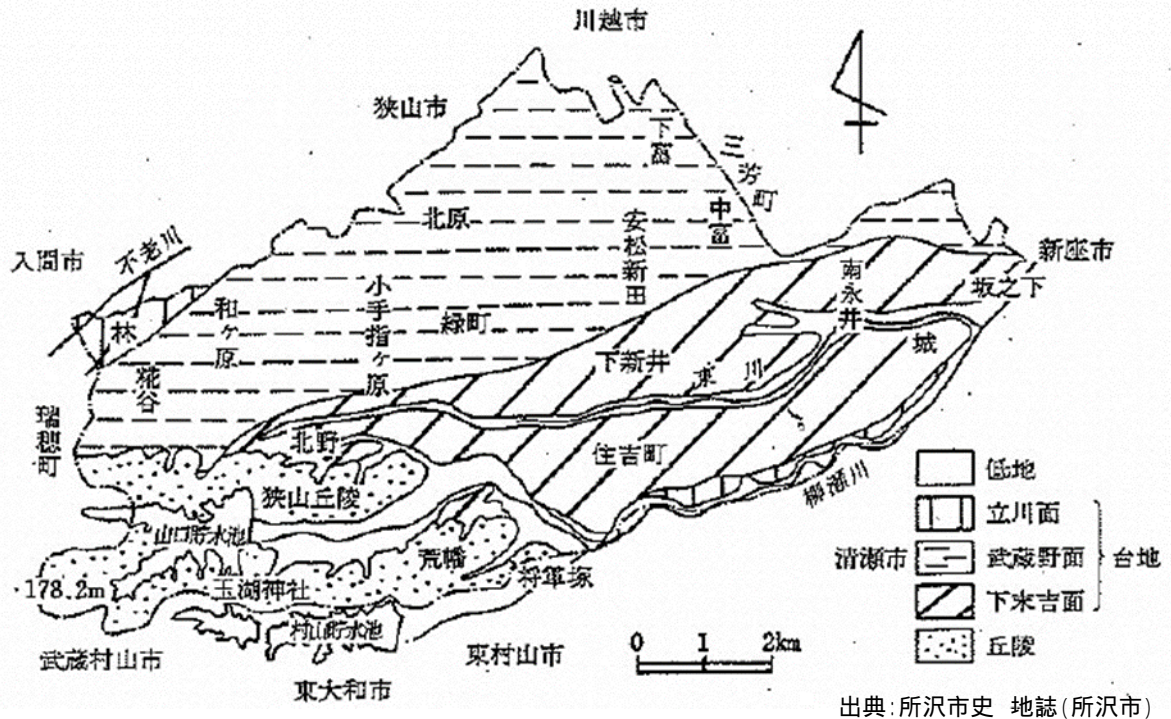 川越市
狭山市
下富
三芳町
中富
北原
安松新田
入間市
不老川
新座市
南永井
坂之下
林
和ヶ原
小手指ヶ原
緑町
城
下新井
東川
糀谷
瑞穂町
北野
住吉町
低地
狭山丘陵
柳瀬川
立川面
山口貯水池
荒幡
清瀬市
武蔵野面
台地
178.2m
玉湖神社
将軍塚
下末吉面
村山貯水池
丘陵
武蔵村山市
東村山市
0 1 2km
東大和市
出典:所沢市史 地誌(所沢市)